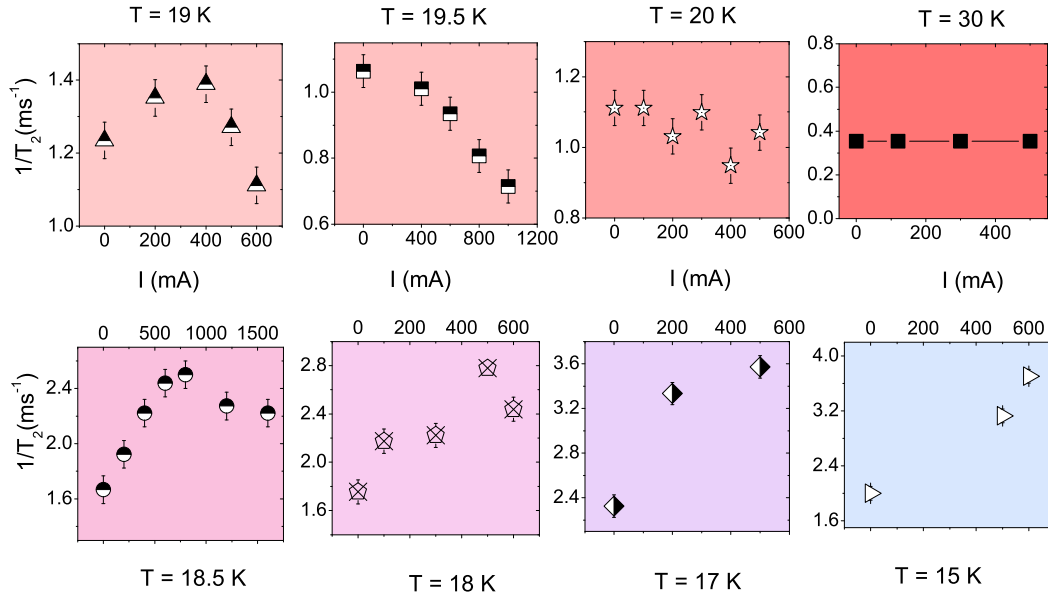 T = 19 K
T = 19.5 K
T = 20 K
T = 30 K
1/T₂(ms⁻¹)
1.4
1.2
1.0
0 200 400 600
1.0
0.8
0.6
0 400 800 1200
1.2
1.0
0.8
0 200 400 600
0.8
0.6
0.4
0.2
0.0
0 200 400
I (mA)
I (mA)
I (mA)
I (mA)
1/T₂(ms⁻¹)
0 500 1000 1500
2.4
2.0
1.6
0 200 400 600
2.8
2.4
2.0
1.6
0 200 400 600
3.6
3.2
2.8
2.4
0 200 400 600
4.0
3.2
2.4
1.6
T = 18.5 K
T = 18 K
T = 17 K
T = 15 K